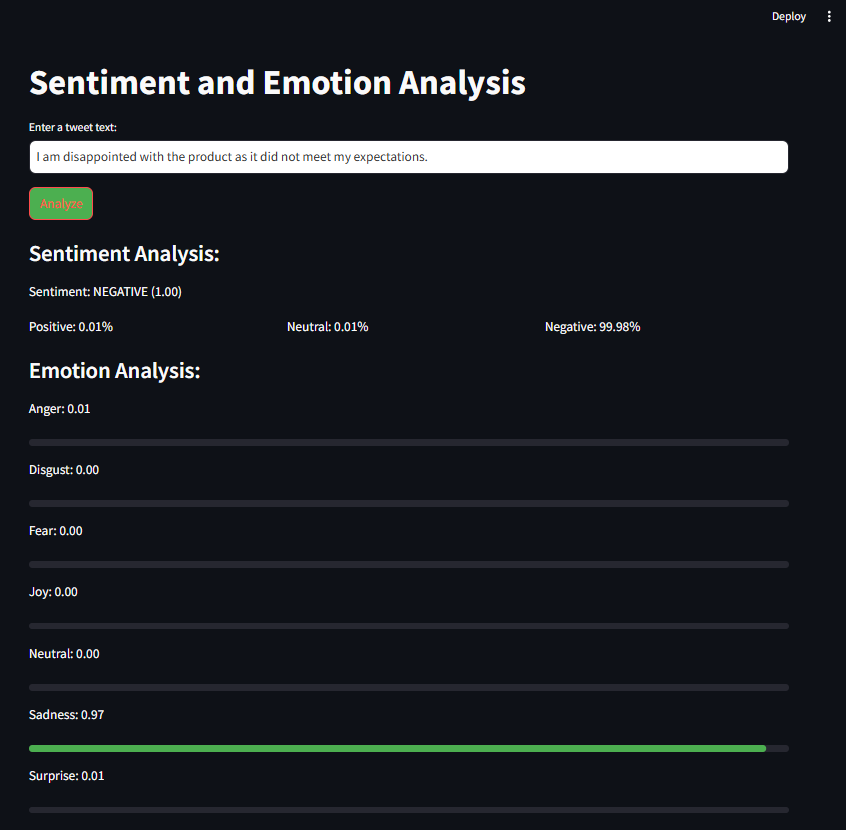 Deploy
Sentiment and Emotion Analysis
Enter a tweet text:
I am disappointed with the product as it did not meet my expectations.
Analyze
Sentiment Analysis:
Sentiment: NEGATIVE (1.00)
Positive: 0.01% Neutral: 0.01% Negative: 99.98%
Emotion Analysis:
Anger: 0.01
Disgust: 0.00
Fear: 0.00
Joy: 0.00
Neutral: 0.00
Sadness: 0.97
Surprise: 0.01